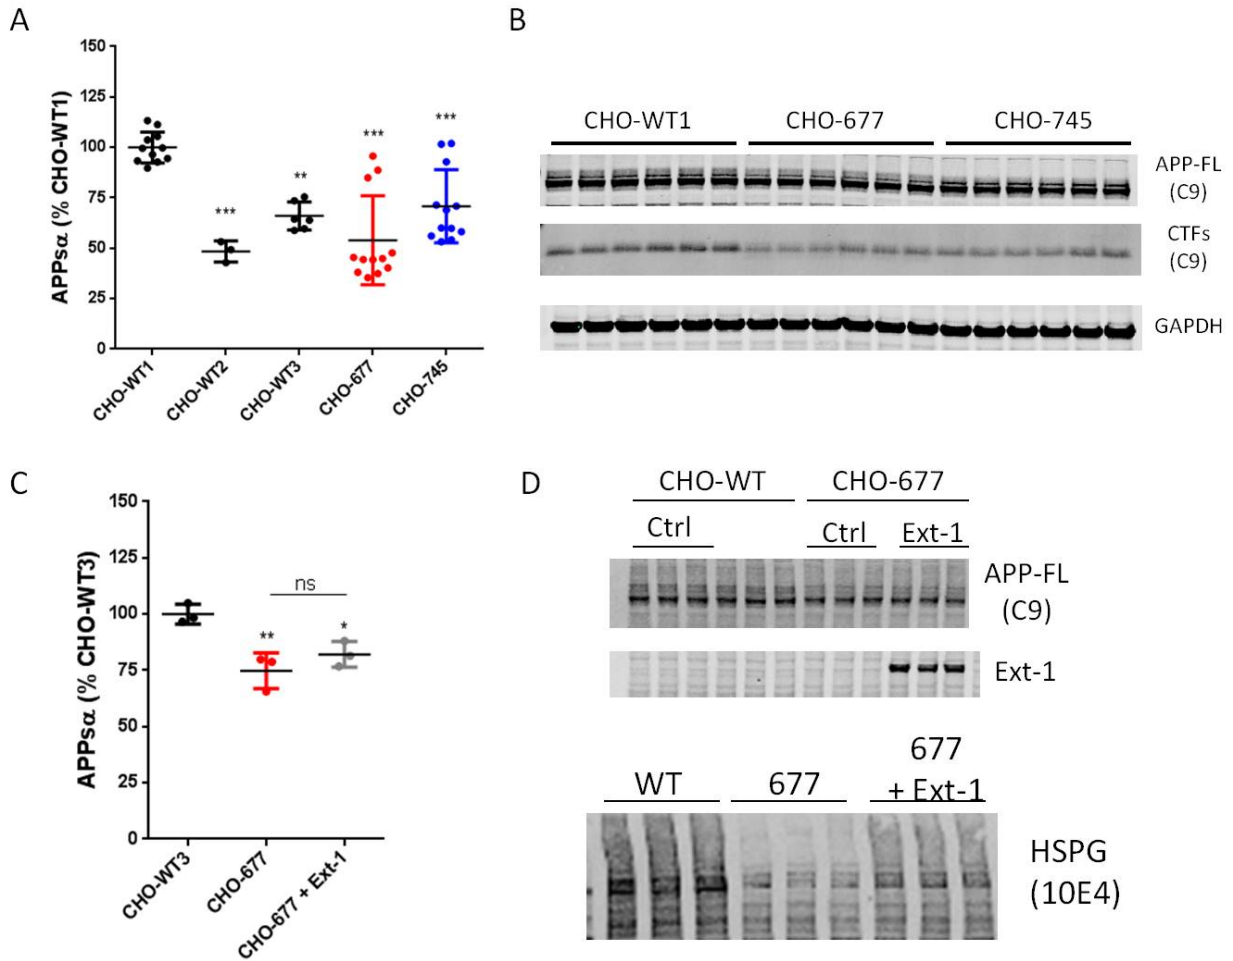 A
150
125
100
75
50
25
0
APPsα (% CHO-WT1)
***
**
***
***
CHO-WT1
CHO-WT2
CHO-WT3
CHO-677
CHO-745
B
CHO-WT1 CHO-677 CHO-745
APP-FL
(C9)
CTFs
(C9)
GAPDH
C
150
125
100
75
50
25
0
APPsα (% CHO-WT3)
ns
**
*
CHO-WT3
CHO-677
CHO-677 + Ext-1
D
CHO-WT CHO-677
Ctrl Ctrl Ext-1
APP-FL
(C9)
Ext-1
677
WT 677 + Ext-1
HSPG
(10E4)